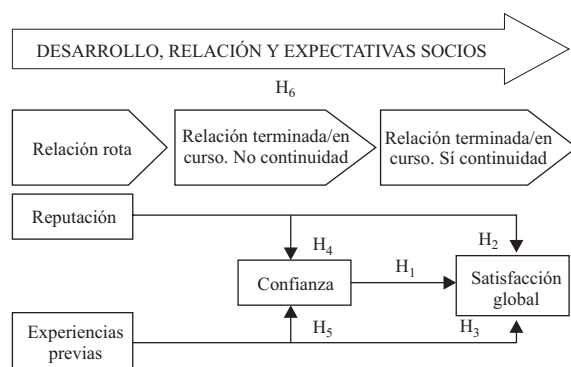 DESARROLLO, RELACIÓN Y EXPECTATIVAS SOCIOS
H6
Relación rota
Relación terminada/en
curso. No continuidad
Relación terminada/en
curso. Sí continuidad
Reputación
H4
H2
Confianza
H1
Satisfacción
global
Experiencias
previas
H5
H3